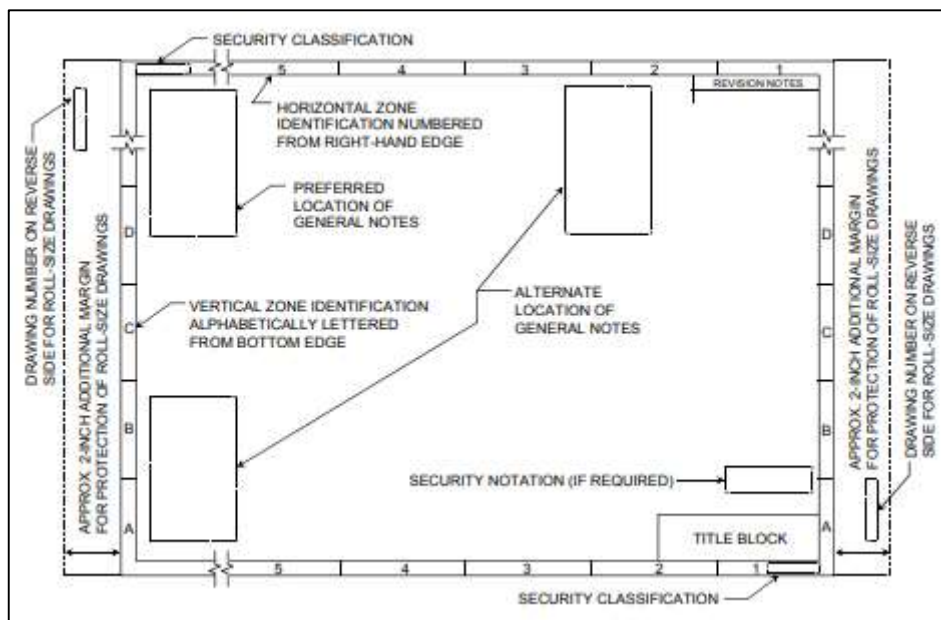 SECURITY CLASSIFICATION
5 4 3 2 1
REVISION NOTES
HORIZONTAL ZONE
IDENTIFICATION NUMBERED
FROM RIGHT-HAND EDGE
PREFERRED
LOCATION OF
GENERAL NOTES
DRAWING NUMBER ON REVERSE
SIDE FOR ROLL-SIZE DRAWINGS
APPROX. 2-INCH ADDITIONAL MARGIN
FOR PROTECTION OF ROLL-SIZE DRAWINGS
D
C
B
A
VERTICAL ZONE IDENTIFICATION
ALPHABETICALLY LETTERED
FROM BOTTOM EDGE
ALTERNATE
LOCATION OF
GENERAL NOTES
SECURITY NOTATION (IF REQUIRED)
TITLE BLOCK
D
C
B
A
APPROX. 2-INCH ADDITIONAL MARGIN
FOR PROTECTION OF ROLL-SIZE DRAWINGS
DRAWING NUMBER ON REVERSE
SIDE FOR ROLL-SIZE DRAWINGS
5 4 3 2 1
SECURITY CLASSIFICATION